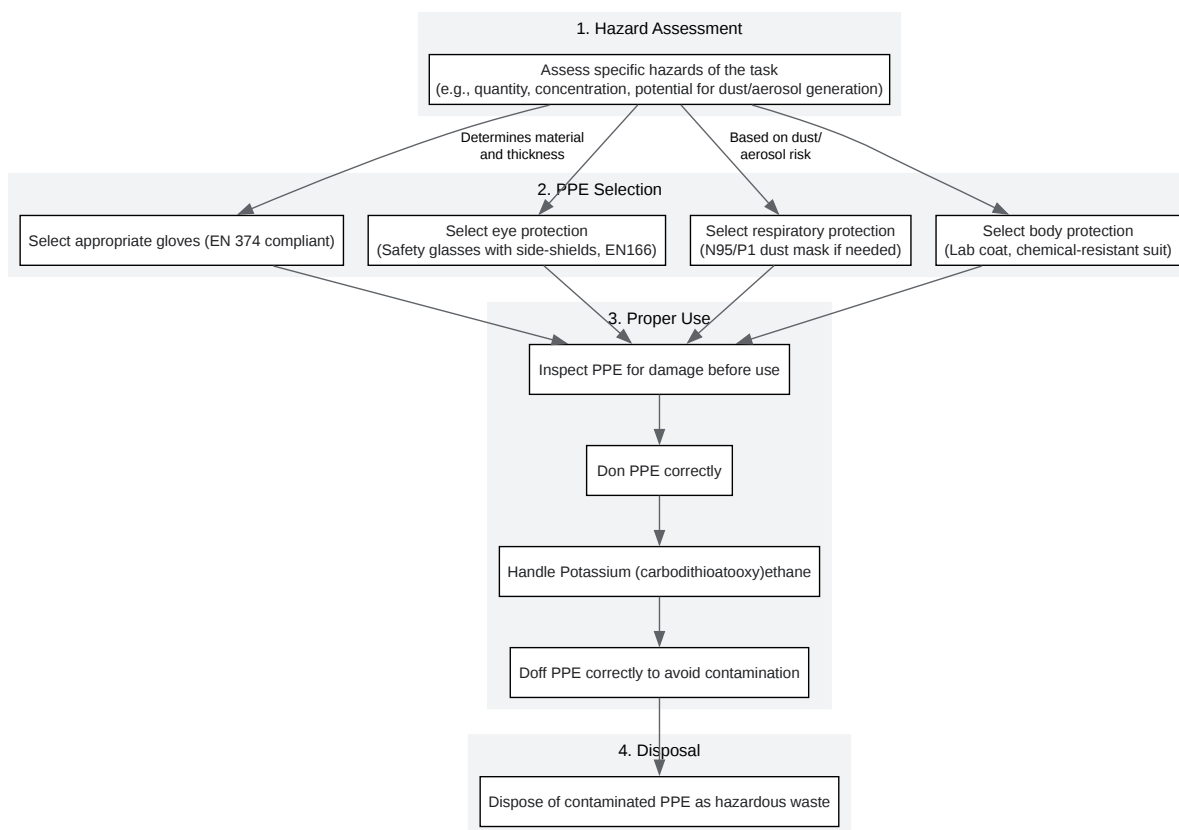 1. Hazard Assessment
Assess specific hazards of the task
(e.g., quantity, concentration, potential for dust/aerosol generation)
Determines material
and thickness
Based on dust/
aerosol risk
2. PPE Selection
Select appropriate gloves (EN 374 compliant)
Select eye protection
(Safety glasses with side-shields, EN166)
Select respiratory protection
(N95/P1 dust mask if needed)
Select body protection
(Lab coat, chemical-resistant suit)
3. Proper Use
Inspect PPE for damage before use
Don PPE correctly
Handle Potassium (carbodithioatooxy)ethane
Doff PPE correctly to avoid contamination
4. Disposal
Dispose of contaminated PPE as hazardous waste